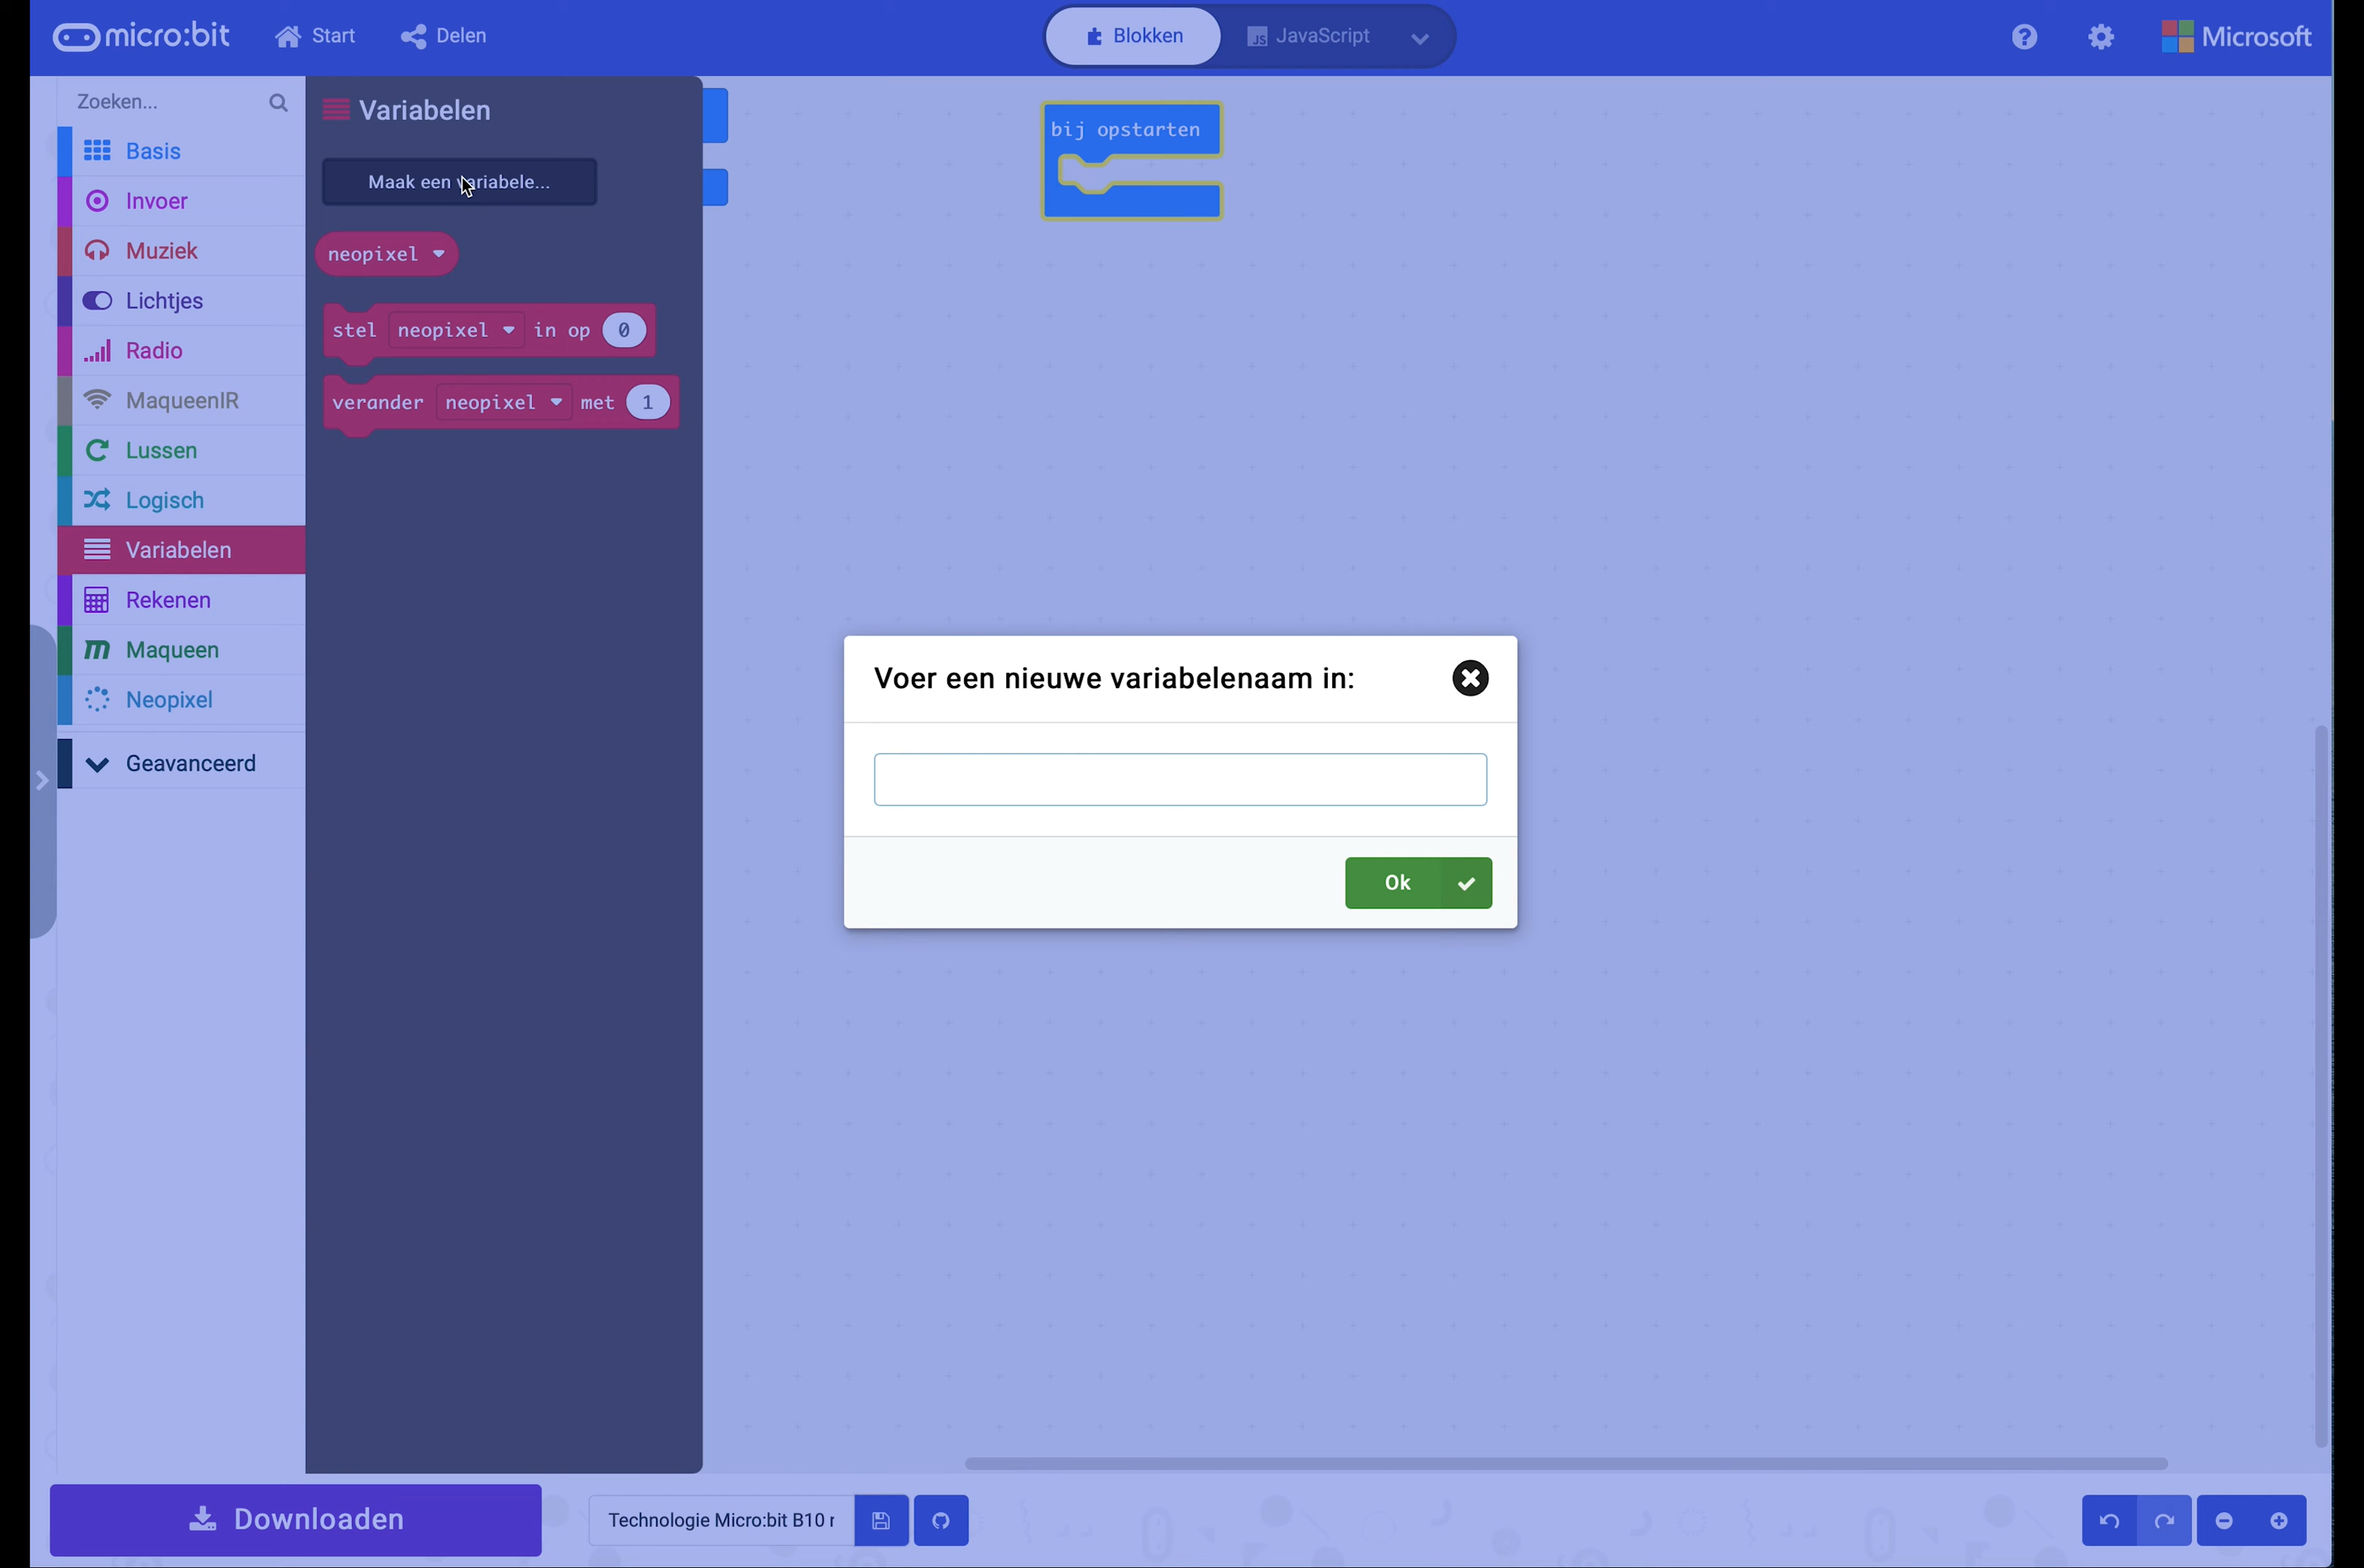 micro:bit
Start
Delen
Blokken
JavaScript
Microsoft
Zoeken...
Basis
Invoer
Muziek
Lichtjes
Radio
MaqueenIR
Lussen
Logisch
Variabelen
Rekenen
Maqueen
Neopixel
Geavanceerd
Variabelen
Maak een variabele...
neopixel
stel neopixel in op 0
verander neopixel met 1
bij opstarten
Voer een nieuwe variabelenaam in:
Ok
Downloaden
Technologie Micro:bit B10 r